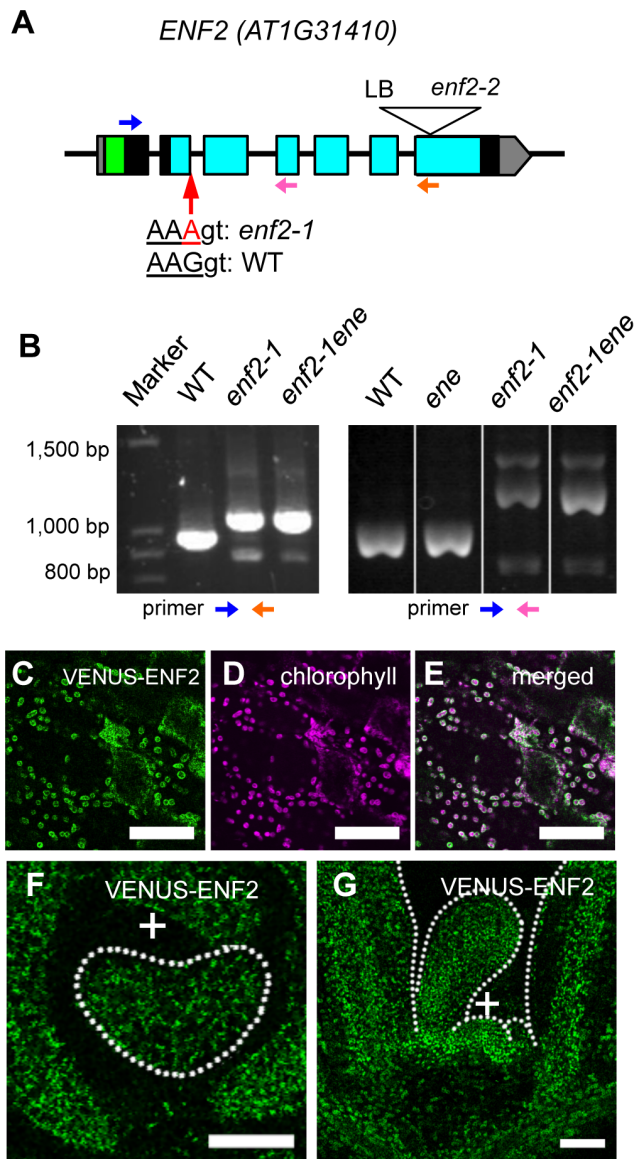 A
ENF2 (AT1G31410)
LB enf2-2
AAAgt: enf2-1
AAGgt: WT
B
Marker WT enf2-1 enf2-1ene WT ene enf2-1 enf2-1ene
1,500 bp
1,000 bp
800 bp
primer primer
C VENUS-ENF2 D chlorophyll E merged
F VENUS-ENF2 G VENUS-ENF2